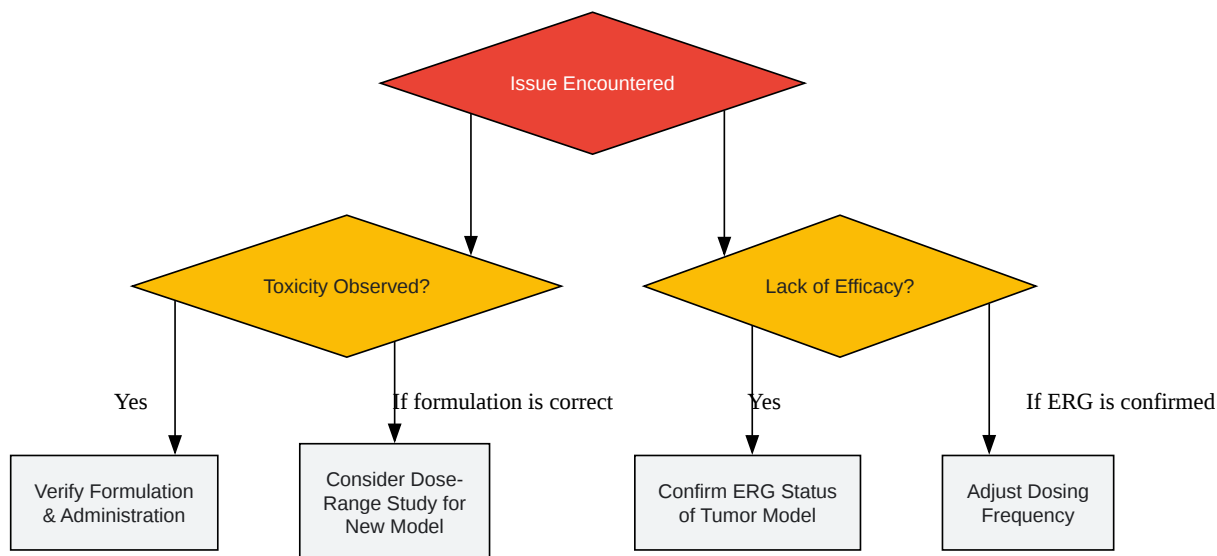 Issue Encountered
Toxicity Observed?
Lack of Efficacy?
Yes
If formulation is correct
Yes
If ERG is confirmed
Verify Formulation
& Administration
Consider Dose-
Range Study for
New Model
Confirm ERG Status
of Tumor Model
Adjust Dosing
Frequency